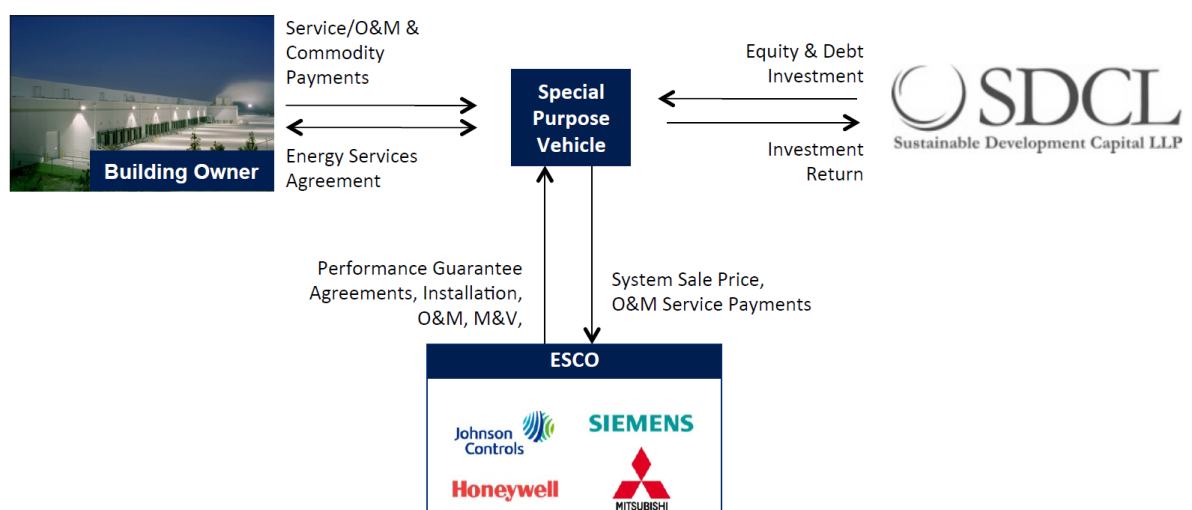 Service/O&M &
Commodity
Payments
Building Owner
Energy Services
Agreement
Special
Purpose
Vehicle
Equity & Debt
Investment
Investment
Return
SDCL
Sustainable Development Capital LLP
Performance Guarantee
Agreements, Installation,
O&M, M&V,
System Sale Price,
O&M Service Payments
ESCO
Johnson
Controls
SIEMENS
Honeywell
MITSUBISHI